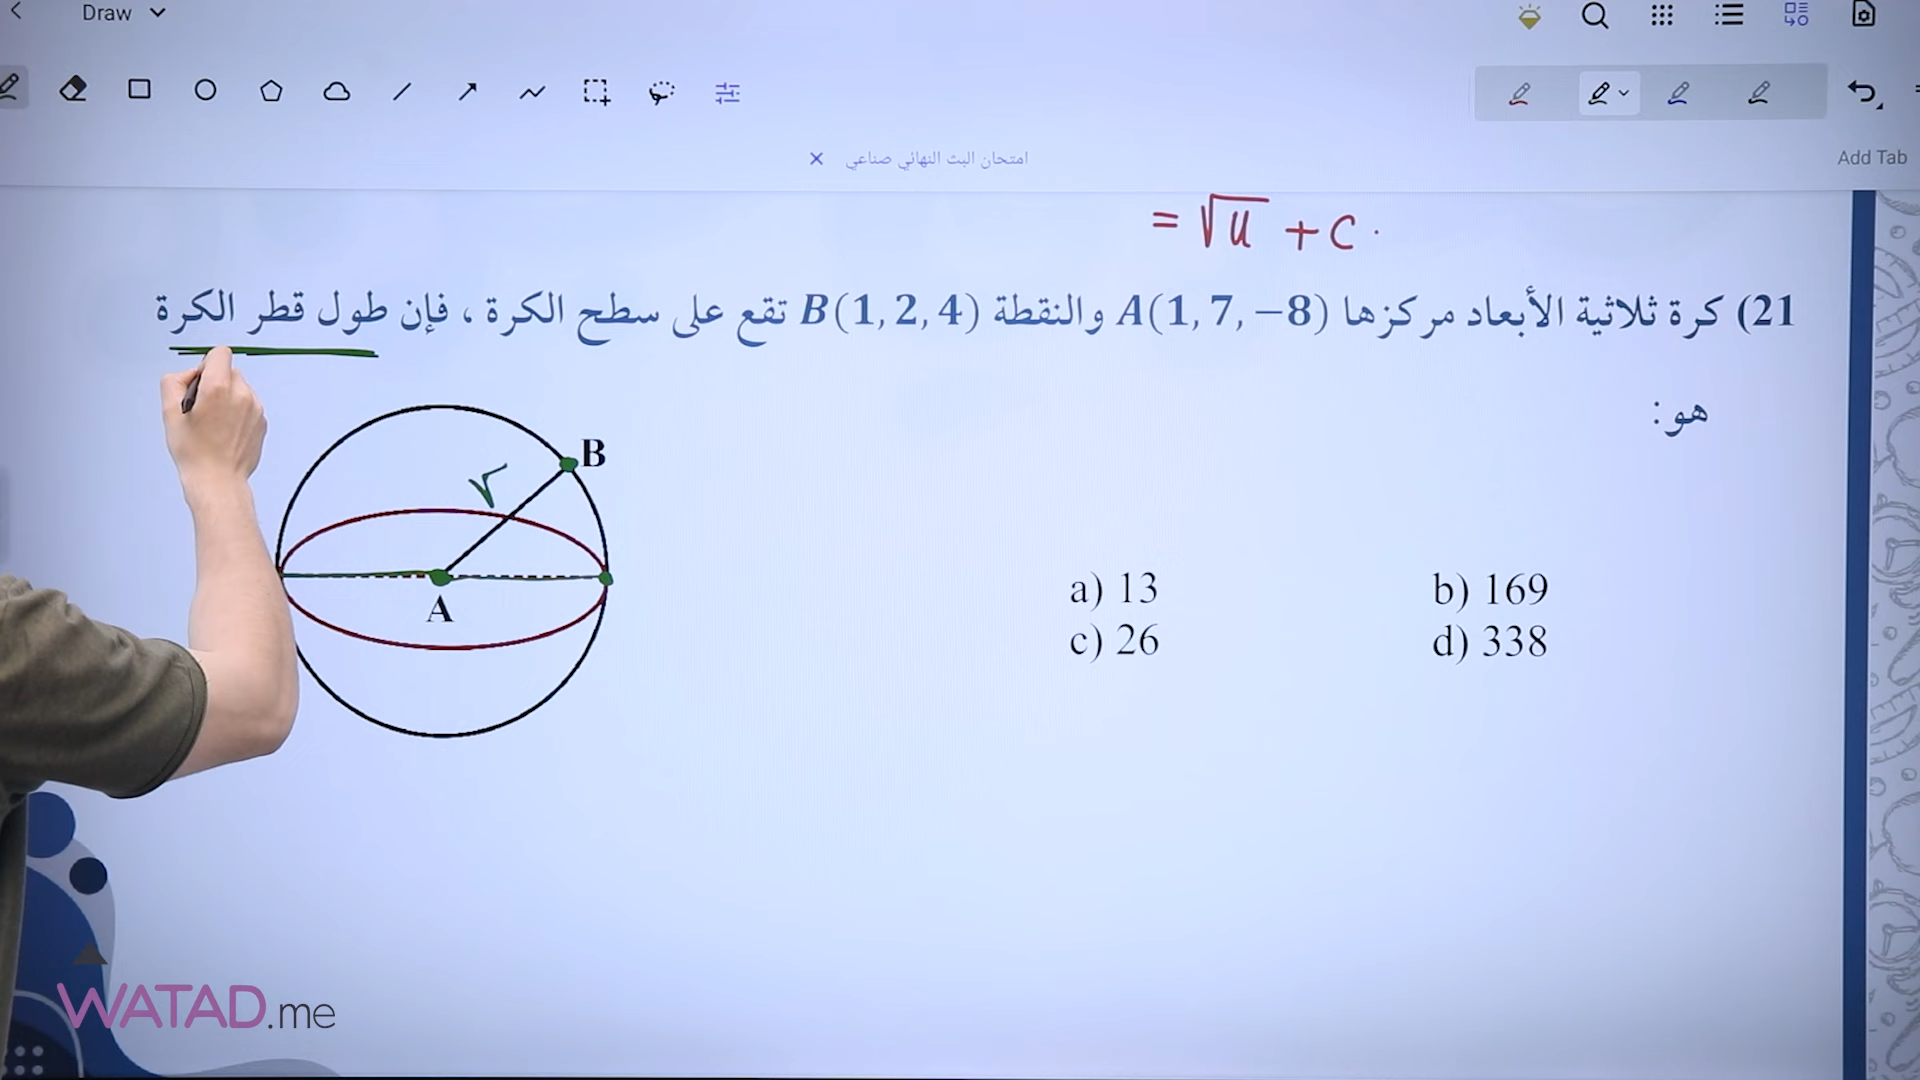 Draw
امتحان البث النهائي صناعي
Add Tab
= √u + c .
21) كرة ثلاثية الأبعاد مركزها A(1, 7, −8) والنقطة B(1, 2, 4) تقع على سطح الكرة ، فإن طول قطر الكرة
هو:
B
r
A
a) 13 b) 169
c) 26 d) 338
WATAD.me